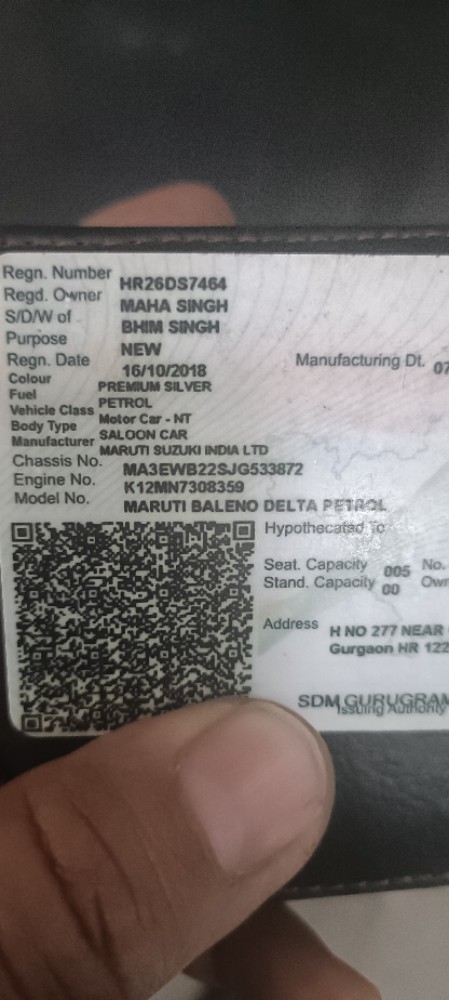 Regn. Number HR26DS7464
Regd. Owner MAHA SINGH
S/D/W of BHIM SINGH
Purpose NEW
Regn. Date 16/10/2018 Manufacturing Dt. 07
Colour PREMIUM SILVER
Fuel PETROL
Vehicle Class Motor Car - NT
Body Type SALOON CAR
Manufacturer MARUTI SUZUKI INDIA LTD
Chassis No. MA3EWB22SJG533872
Engine No. K12MN7308359
Model No. MARUTI BALENO DELTA PETROL
Hypothecated To
Seat. Capacity 005 No.
Stand. Capacity 00 Own
Address H NO 277 NEAR
Gurgaon HR 122
SDM GURUGRAM
Issuing Authority